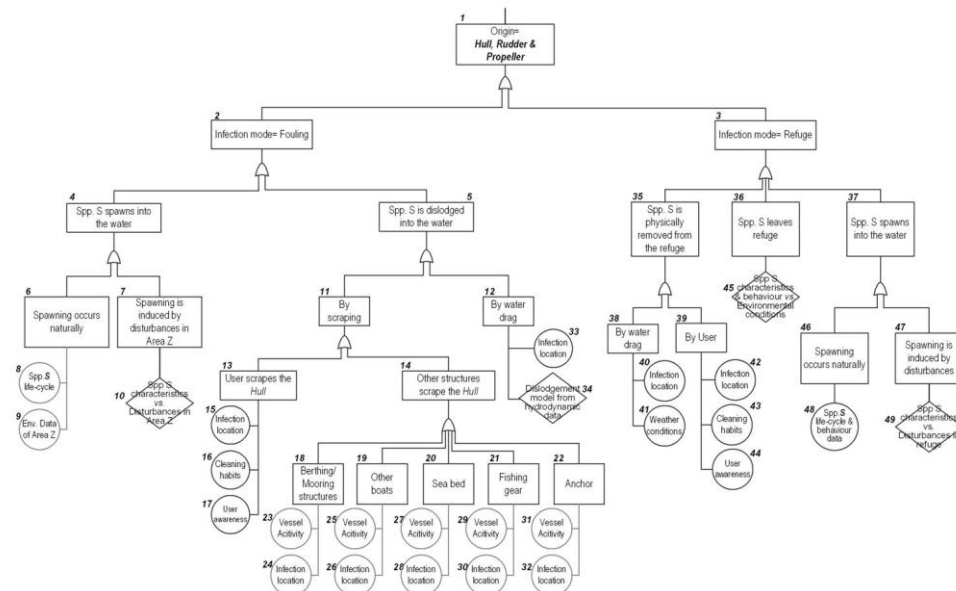 1
Origin=
Hull, Rudder &
Propeller
2
Infection mode= Fouling
3
Infection mode= Refuge
4
Spp. S spawns into
the water
5
Spp. S is dislodged
into the water
35
Spp. S is
physically
removed from
the refuge
36
Spp. S leaves
refuge
37
Spp. S spawns
into the water
6
Spawning occurs
naturally
7
Spawning is
induced by
disturbances in
Area Z
11
By
scraping
12
By water
drag
45
Spp S
characteristics
& behaviour vs
Environmental
conditions
8
Spp.S
life-cycle
9
Env. Data
of Area Z
10
Spp S
characteristics
vs.
Disturbances in
Area Z
13
User scrapes the
Hull
14
Other structures
scrape the Hull
33
Infection
location
34
Dislodgement
model from
hydrodynamic
data
38
By water
drag
39
By User
46
Spawning
occurs naturally
47
Spawning is
induced by
disturbances
15
Infection
location
16
Cleaning
habits
17
User
awareness
40
Infection
location
41
Weather
conditions
42
Infection
location
43
Cleaning
habits
44
User
awareness
48
Spp.S
life-cycle &
behaviour
data
49
Spp S
characteristics
vs.
Disturbances in
refuge
18
Berthing/
Mooring
structures
19
Other
boats
20
Sea bed
21
Fishing
gear
22
Anchor
23
Vessel
Acitivity
25
Vessel
Acitivity
27
Vessel
Acitivity
29
Vessel
Acitivity
31
Vessel
Acitivity
24
Infection
location
26
Infection
location
28
Infection
location
30
Infection
location
32
Infection
location